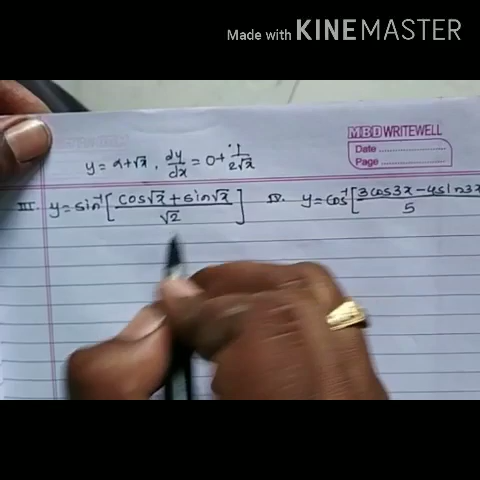 Made with KINEMASTER
MBD WRITEWELL
Date
Page
y = α+√x, dy/dx = 0+ 1/2√x
III. y = sin⁻¹[cos√x + sin√x / √2] IV. y = cos⁻¹[3cos3x - 4sin3x / 5